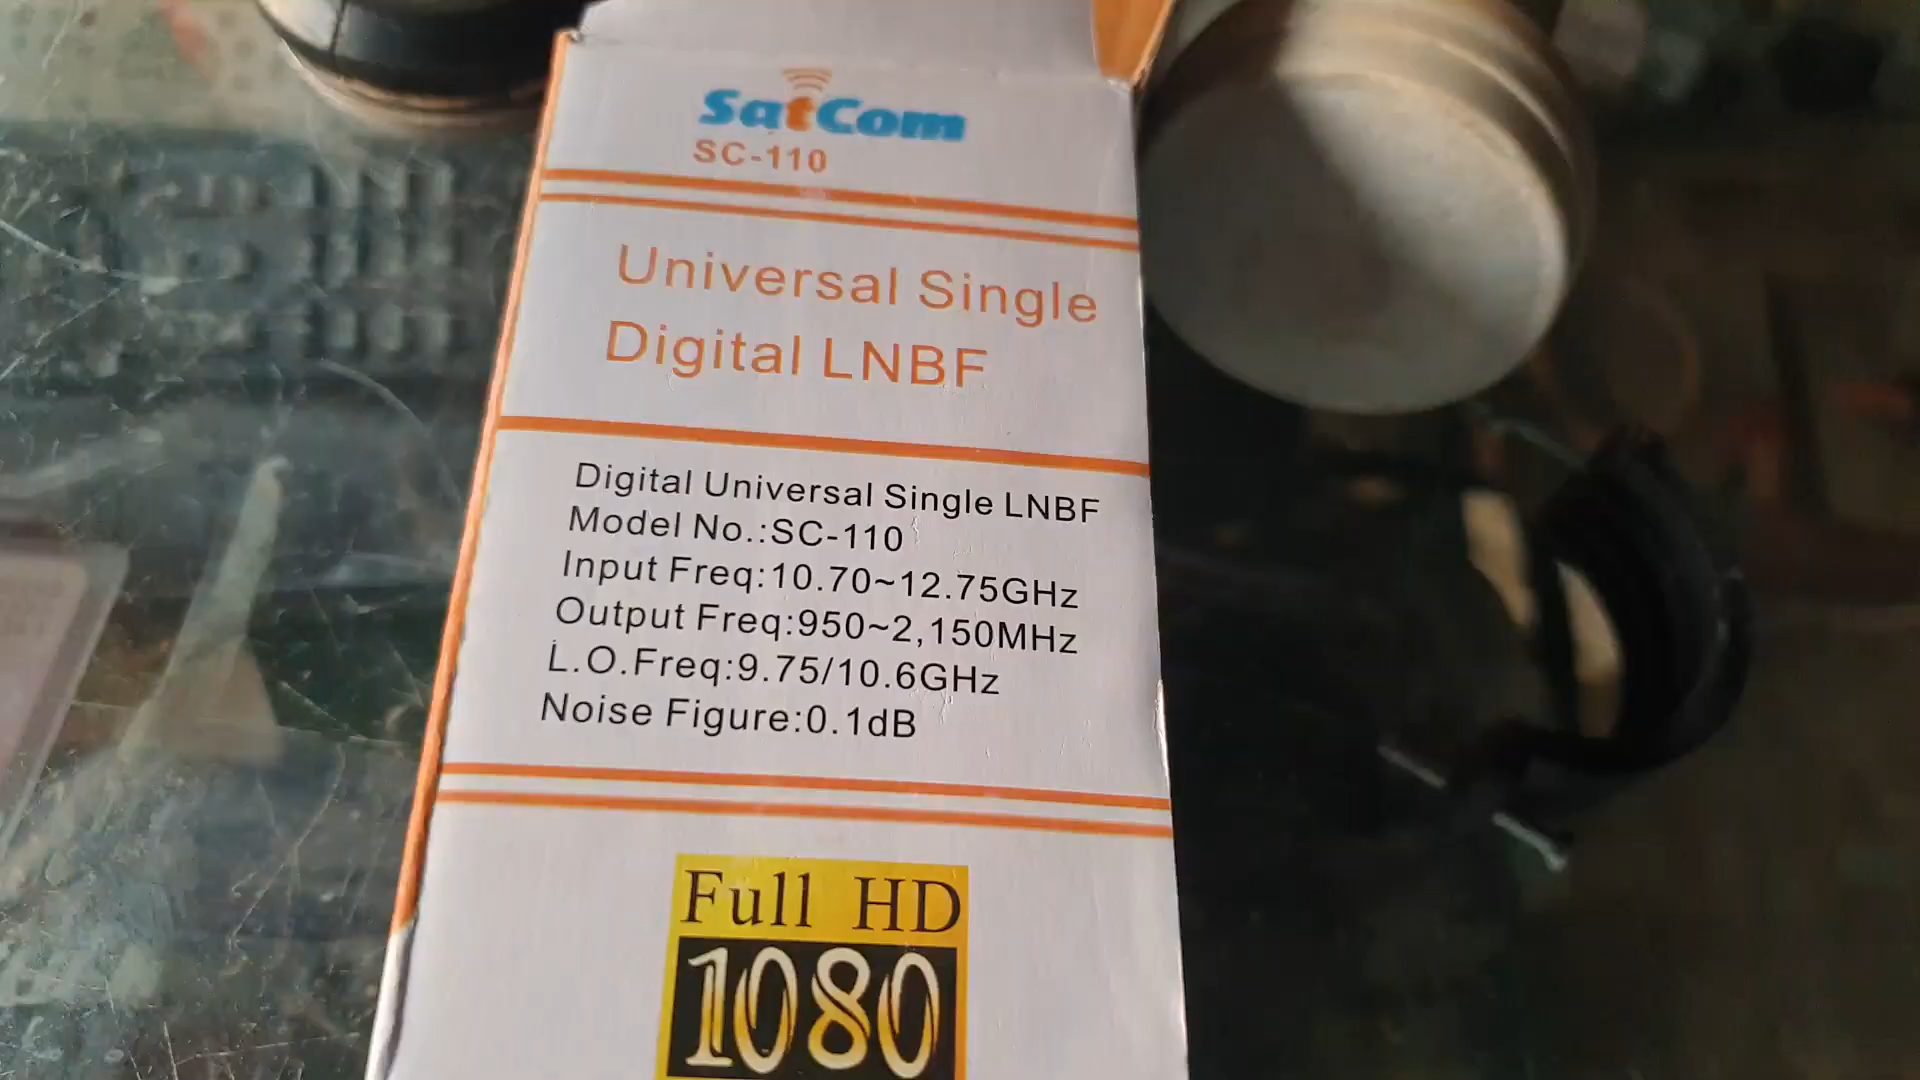 SatCom
SC-110
Universal Single
Digital LNBF
Digital Universal Single LNBF
Model No.:SC-110
Input Freq:10.70~12.75GHz
Output Freq:950~2,150MHz
L.O.Freq:9.75/10.6GHz
Noise Figure:0.1dB
Full HD
1080